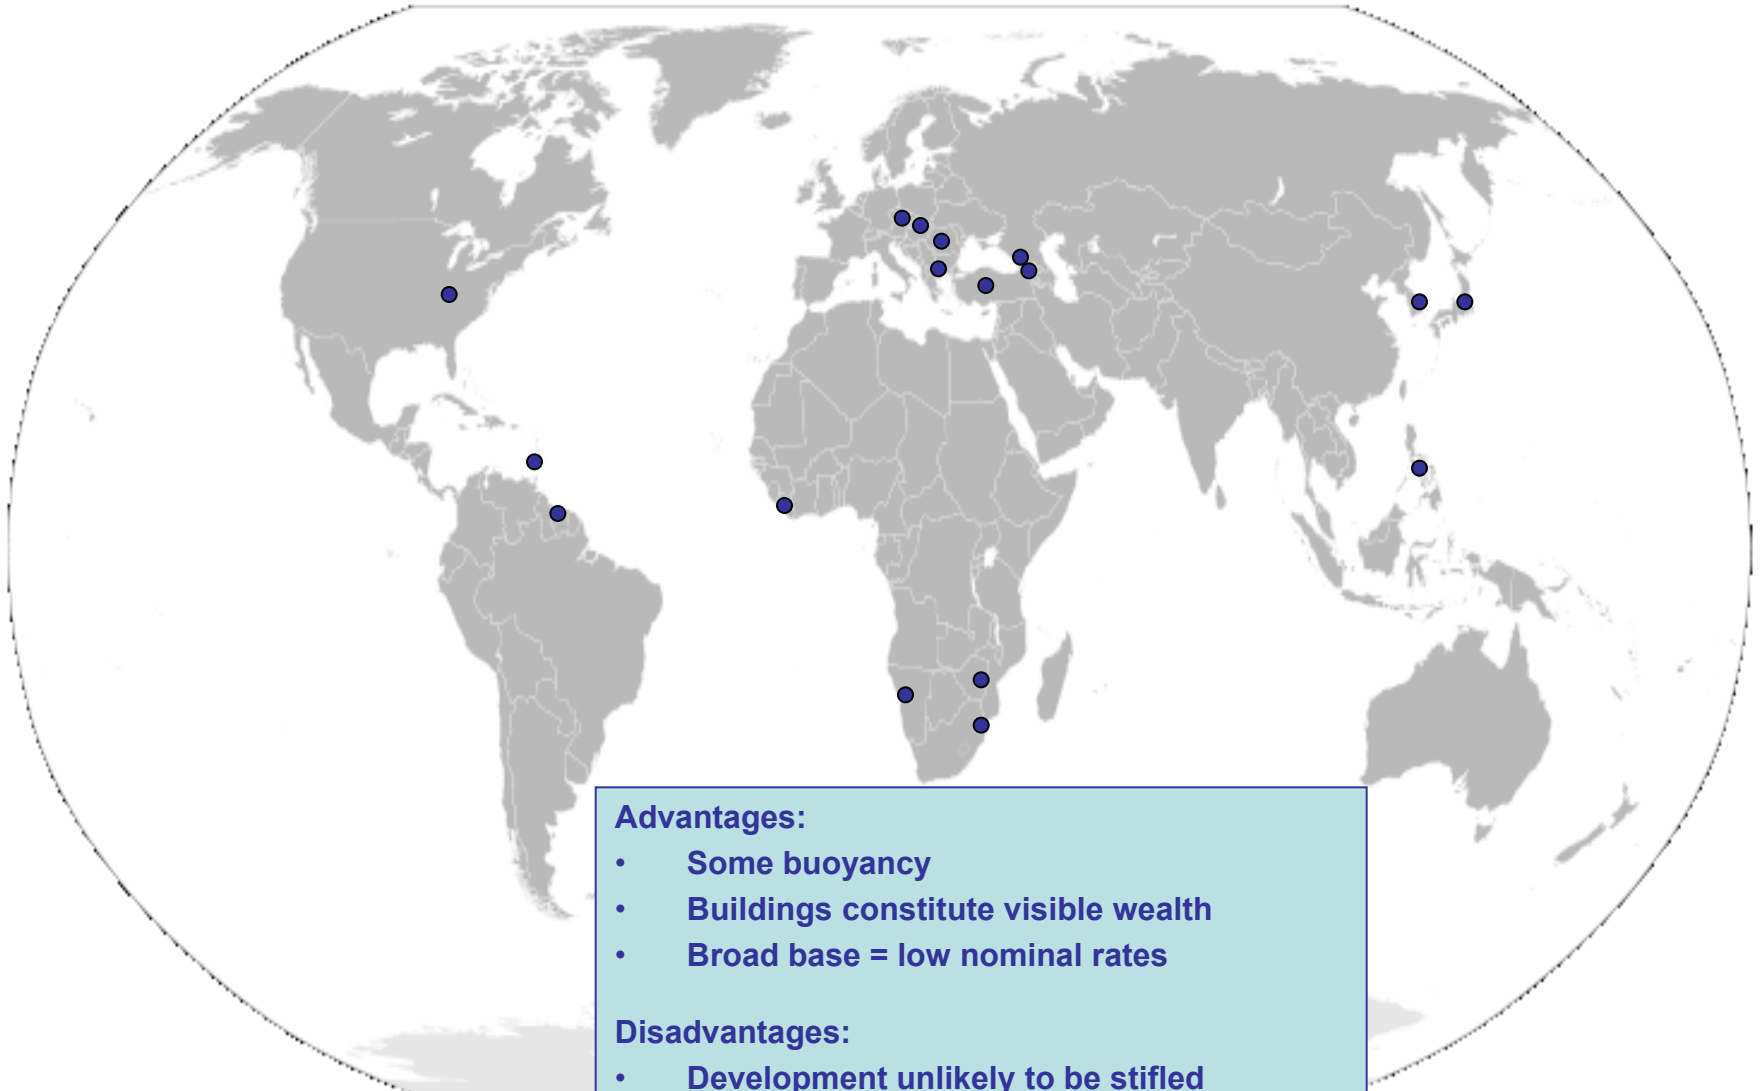 Advantages:
• Some buoyancy
• Buildings constitute visible wealth
• Broad base = low nominal rates
Disadvantages:
• Development unlikely to be stifled